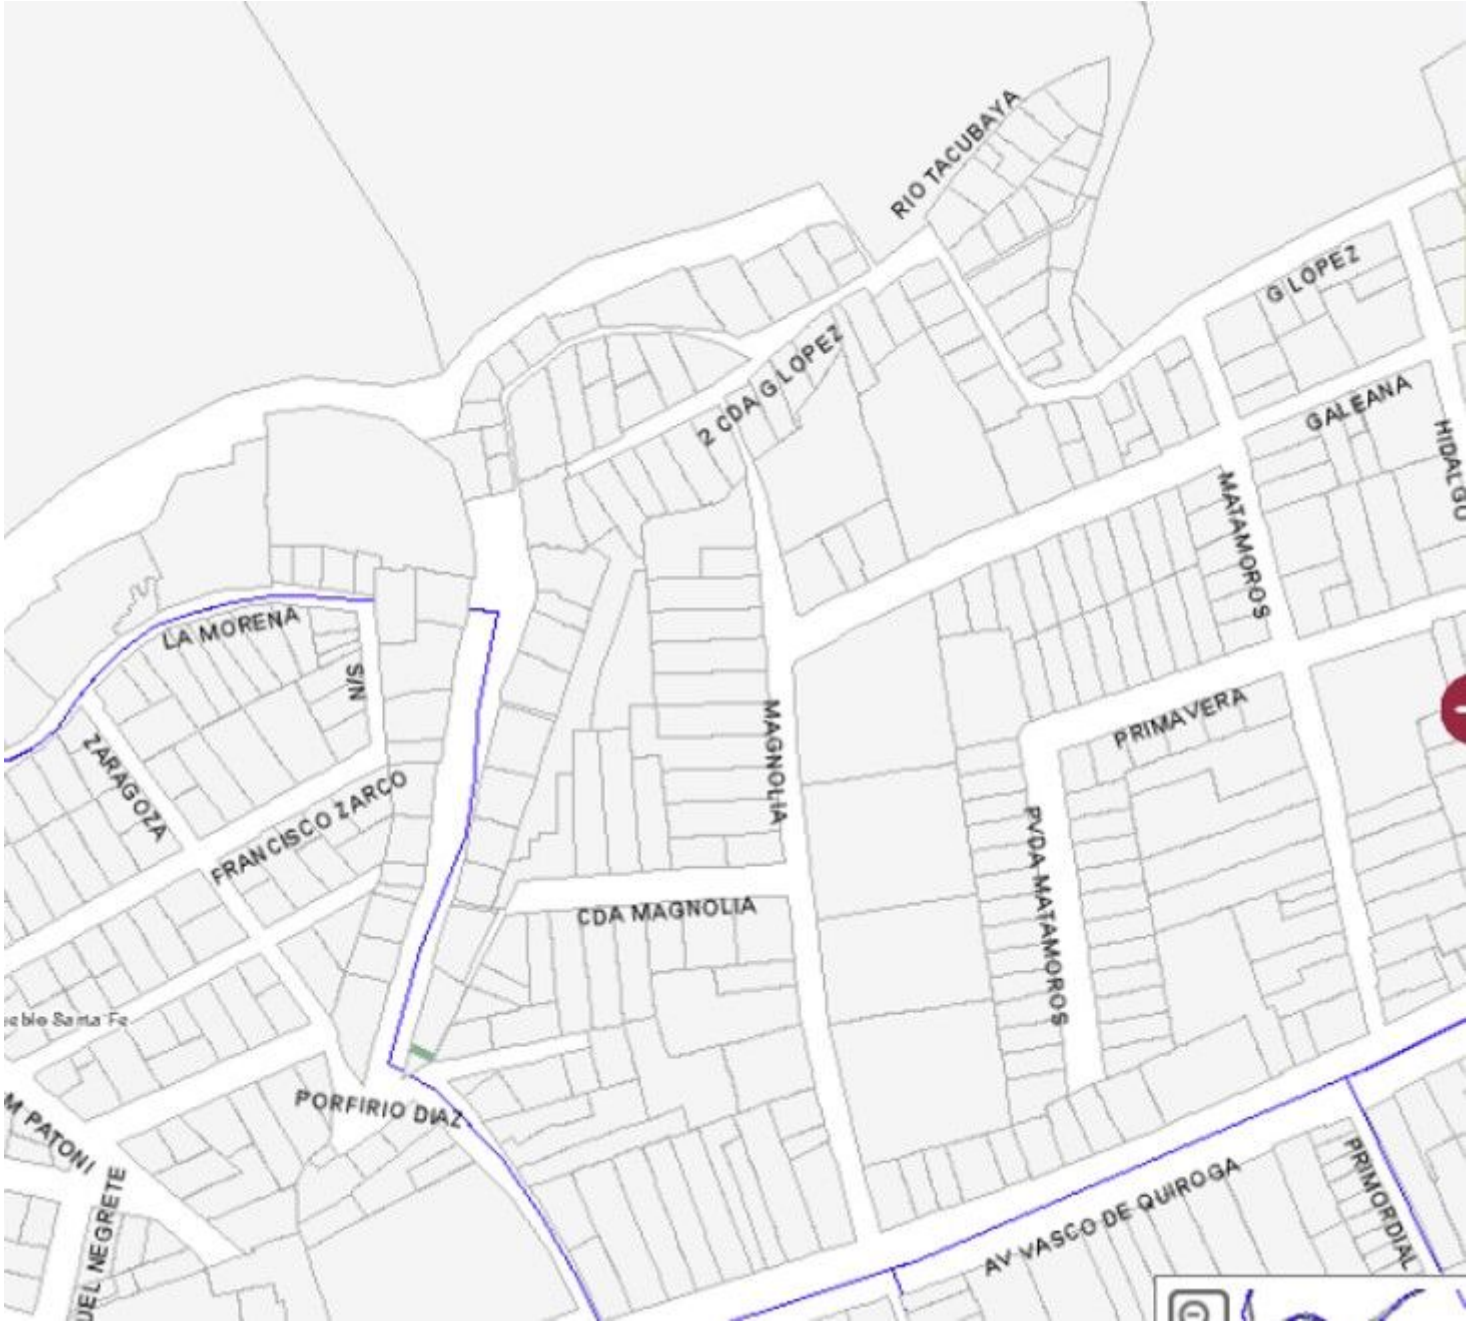 RIO TACUBAYA
G LOPEZ
2 CDA G LOPEZ
GALEANA
HIDALGO
MATAMOROS
LA MORENA
S/N
MAGNOLIA
PRIMAVERA
ZARAGOZA
FRANCISCO ZARCO
PVDA MATAMOROS
CDA MAGNOLIA
eblo Santa Fe
PORFIRIO DIAZ
M PATONI
UEL NEGRETE
AV VASCO DE QUIROGA
PRIMORDIAL